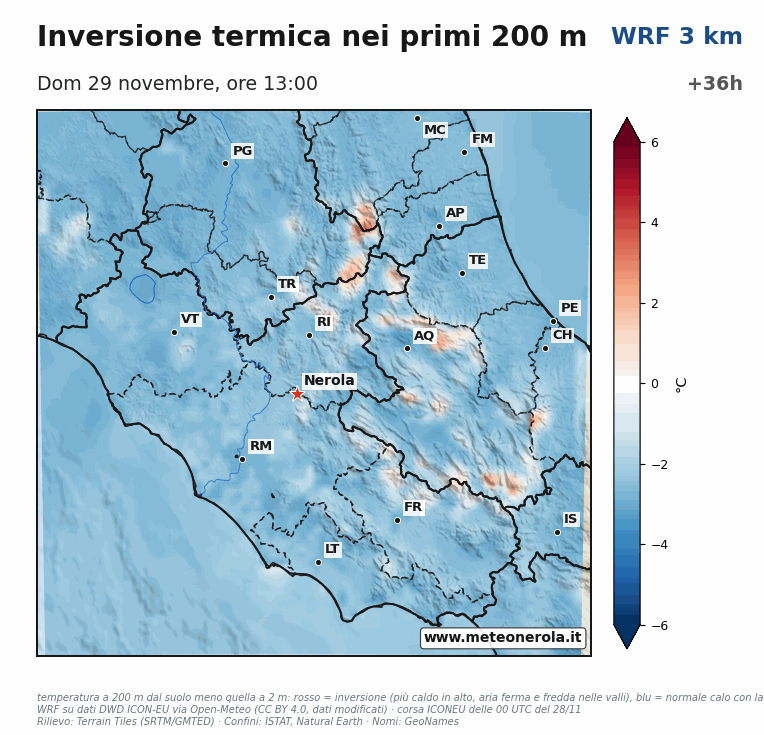 Inversione termica nei primi 200 m WRF 3 km
Dom 29 novembre, ore 13:00 +36h
MC
FM
PG
AP
TE
TR
PE
VT
RI
AQ
CH
Nerola
RM
FR
IS
LT
www.meteonerola.it
6
4
2
0
−2
−4
−6
°C
temperatura a 200 m dal suolo meno quella a 2 m: rosso = inversione (più caldo in alto, aria ferma e fredda nelle valli), blu = normale calo con la
WRF su dati DWD ICON-EU via Open-Meteo (CC BY 4.0, dati modificati) · corsa ICONEU delle 00 UTC del 28/11
Rilievo: Terrain Tiles (SRTM/GMTED) · Confini: ISTAT, Natural Earth · Nomi: GeoNames